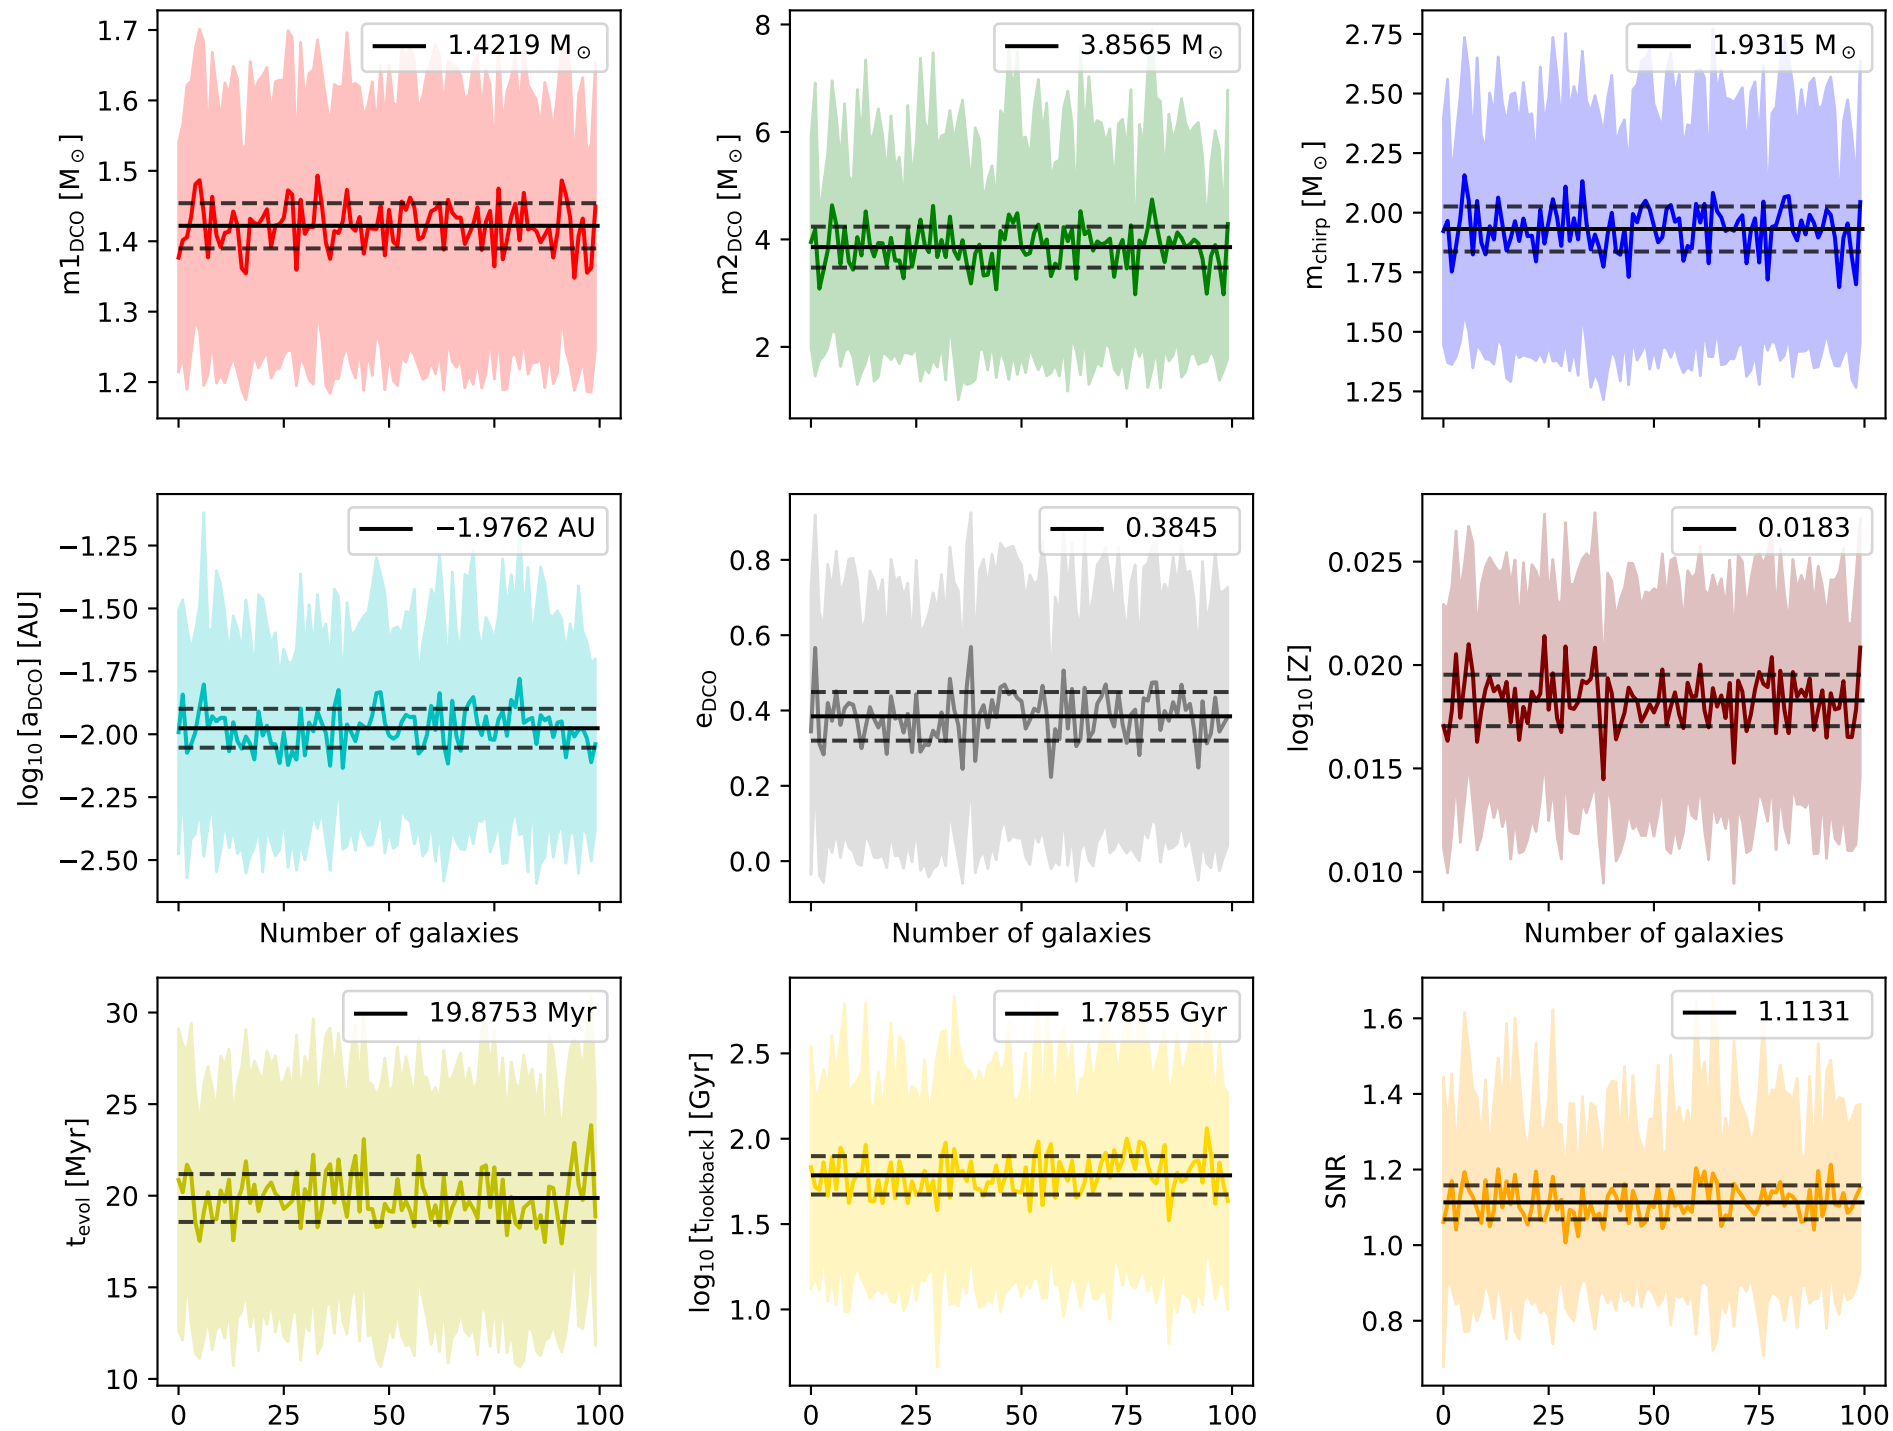 1.4219 M⊙
m1DCO [M⊙]
1.7
1.6
1.5
1.4
1.3
1.2
3.8565 M⊙
m2DCO [M⊙]
8
6
4
2
1.9315 M⊙
mchirp [M⊙]
2.75
2.50
2.25
2.00
1.75
1.50
1.25
−1.9762 AU
log10 [aDCO] [AU]
−1.25
−1.50
−1.75
−2.00
−2.25
−2.50
Number of galaxies
0.3845
eDCO
0.8
0.6
0.4
0.2
0.0
Number of galaxies
0.0183
log10 [Z]
0.025
0.020
0.015
0.010
Number of galaxies
19.8753 Myr
tevol [Myr]
30
25
20
15
10
0 25 50 75 100
1.7855 Gyr
log10 [tlookback] [Gyr]
2.5
2.0
1.5
1.0
0 25 50 75 100
1.1131
SNR
1.6
1.4
1.2
1.0
0.8
0 25 50 75 100